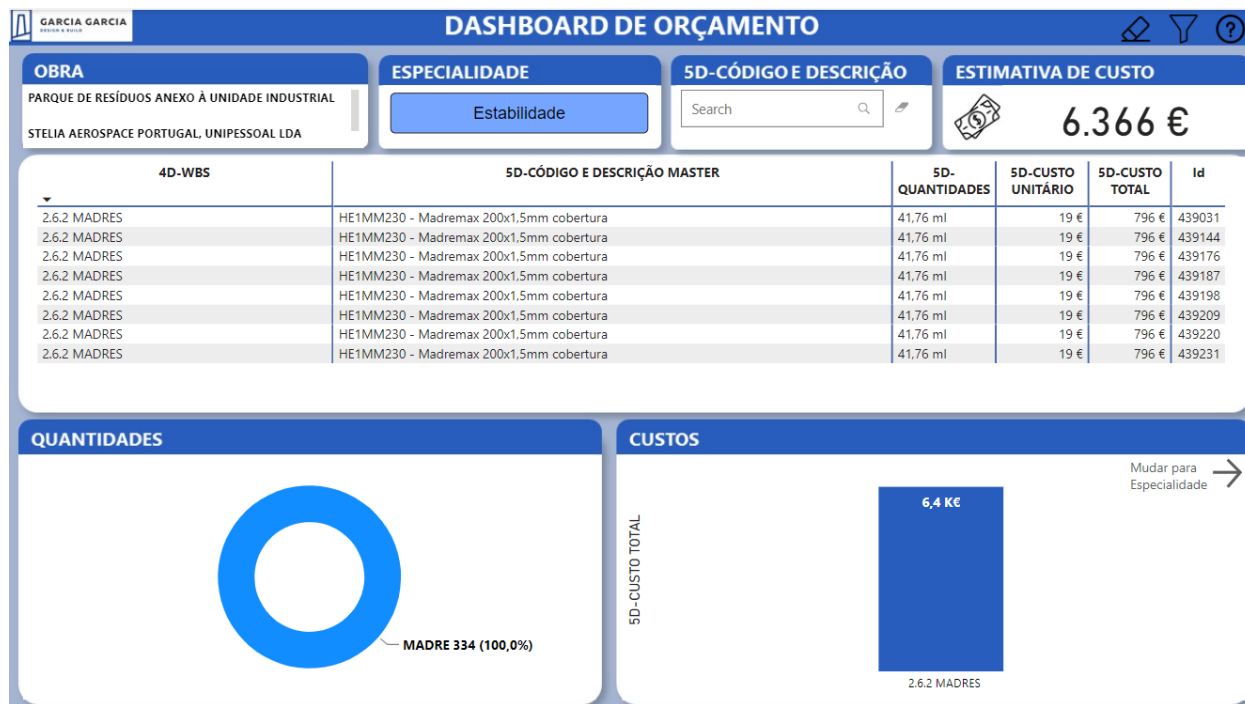 GARCIA GARCIA
DESIGN & BUILD
DASHBOARD DE ORÇAMENTO
?
OBRA
PARQUE DE RESÍDUOS ANEXO À UNIDADE INDUSTRIAL
STELIA AEROSPACE PORTUGAL, UNIPESSOAL LDA
ESPECIALIDADE
Estabilidade
5D-CÓDIGO E DESCRIÇÃO
Search
ESTIMATIVA DE CUSTO
6.366 €
4D-WBS 5D-CÓDIGO E DESCRIÇÃO MASTER 5D-QUANTIDADES 5D-CUSTO UNITÁRIO 5D-CUSTO TOTAL Id
2.6.2 MADRES HE1MM230 - Madremax 200x1,5mm cobertura 41,76 ml 19 € 796 € 439031
2.6.2 MADRES HE1MM230 - Madremax 200x1,5mm cobertura 41,76 ml 19 € 796 € 439144
2.6.2 MADRES HE1MM230 - Madremax 200x1,5mm cobertura 41,76 ml 19 € 796 € 439176
2.6.2 MADRES HE1MM230 - Madremax 200x1,5mm cobertura 41,76 ml 19 € 796 € 439187
2.6.2 MADRES HE1MM230 - Madremax 200x1,5mm cobertura 41,76 ml 19 € 796 € 439198
2.6.2 MADRES HE1MM230 - Madremax 200x1,5mm cobertura 41,76 ml 19 € 796 € 439209
2.6.2 MADRES HE1MM230 - Madremax 200x1,5mm cobertura 41,76 ml 19 € 796 € 439220
2.6.2 MADRES HE1MM230 - Madremax 200x1,5mm cobertura 41,76 ml 19 € 796 € 439231
QUANTIDADES
MADRE 334 (100,0%)
CUSTOS
Mudar para
Especialidade
6,4 K€
5D-CUSTO TOTAL
2.6.2 MADRES